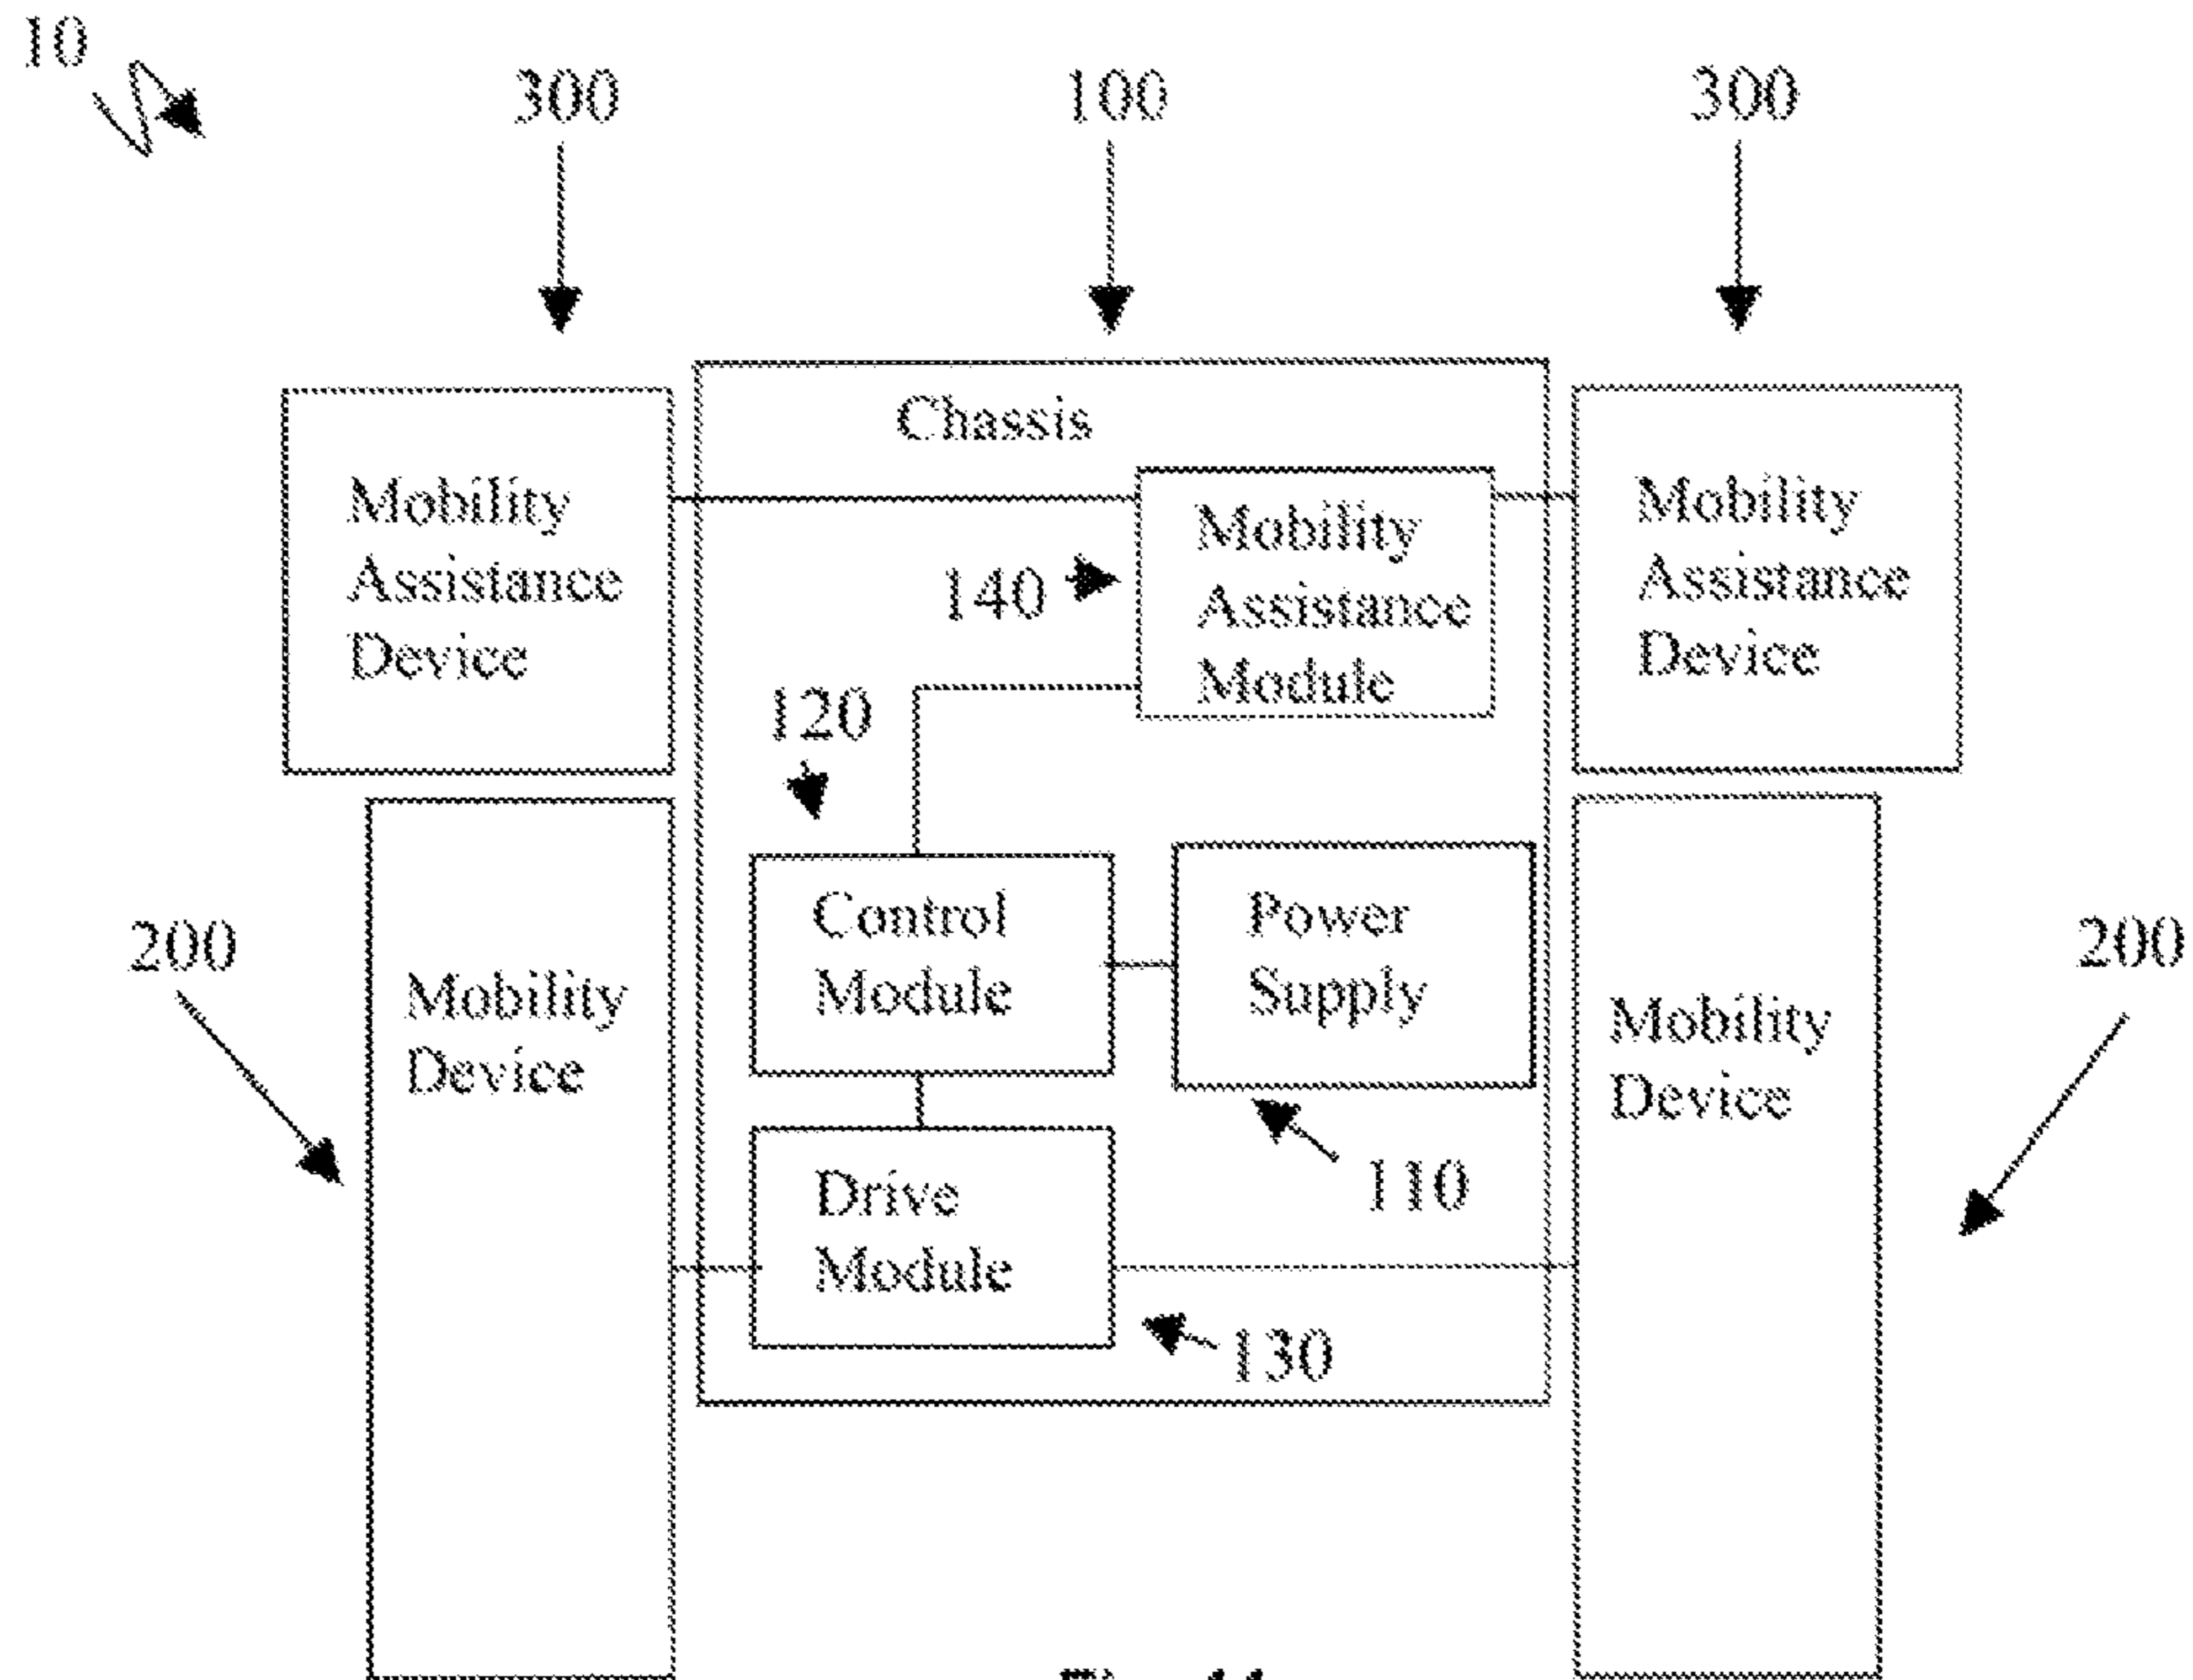 10
300
100
300
Chassis
Mobility
Assistance
Device
140
Mobility
Assistance
Module
Mobility
Assistance
Device
120
200
Mobility
Device
Control
Module
Power
Supply
Mobility
Device
200
110
Drive
Module
130